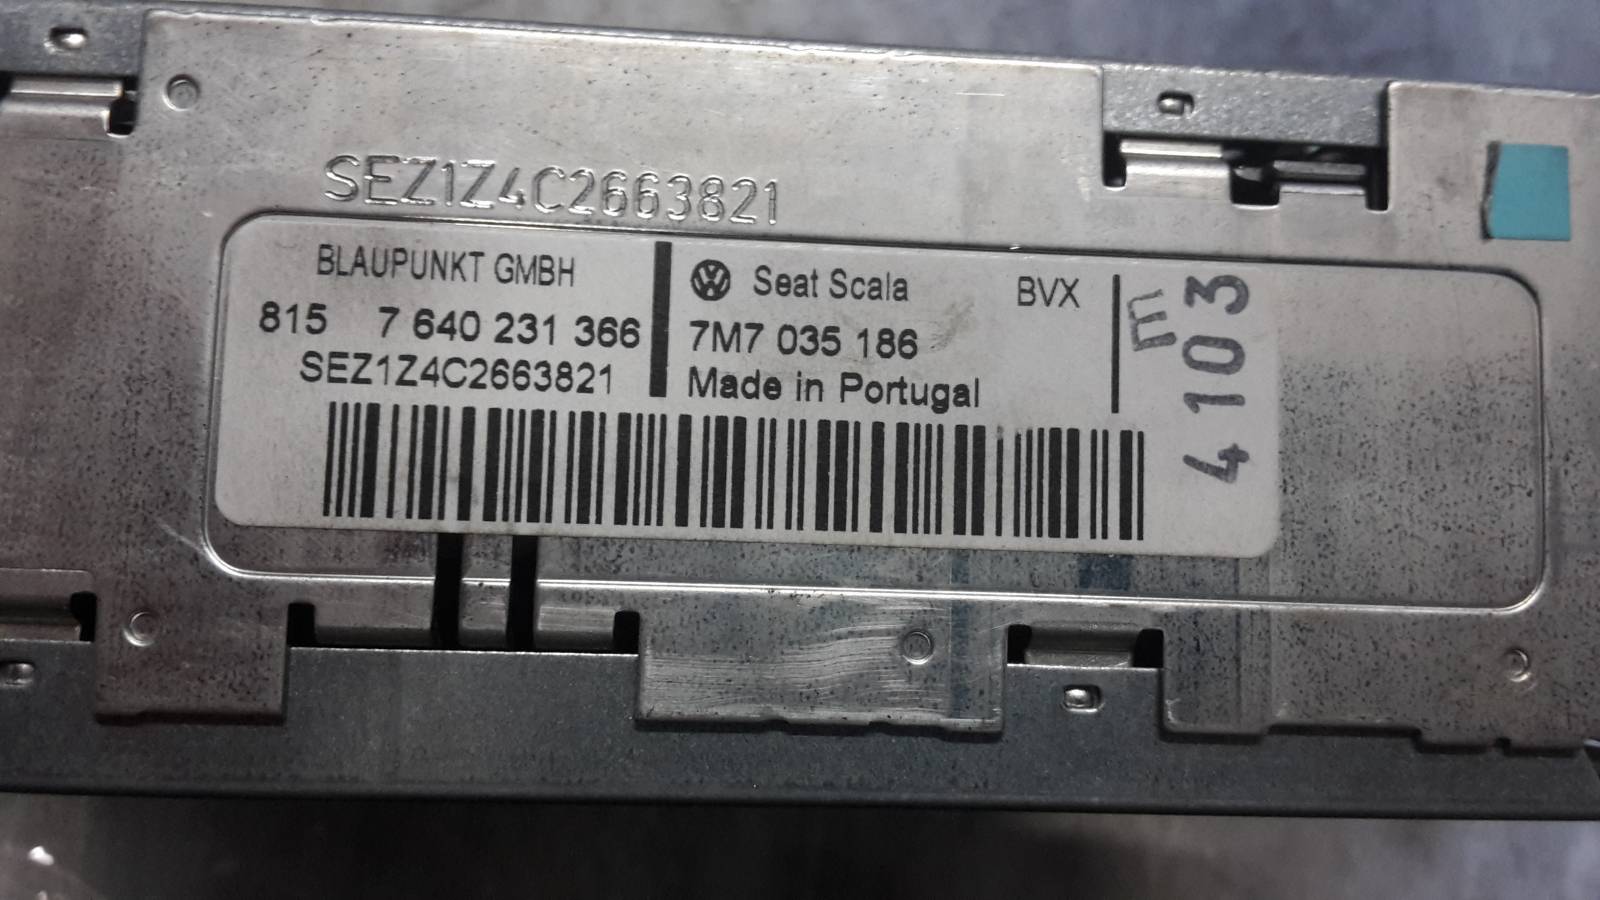 SEZ1Z4C2663821
BLAUPUNKT GMBH
815 7 640 231 366
SEZ1Z4C2663821
VW Seat Scala BVX
7M7 035 186
Made in Portugal
E
4103